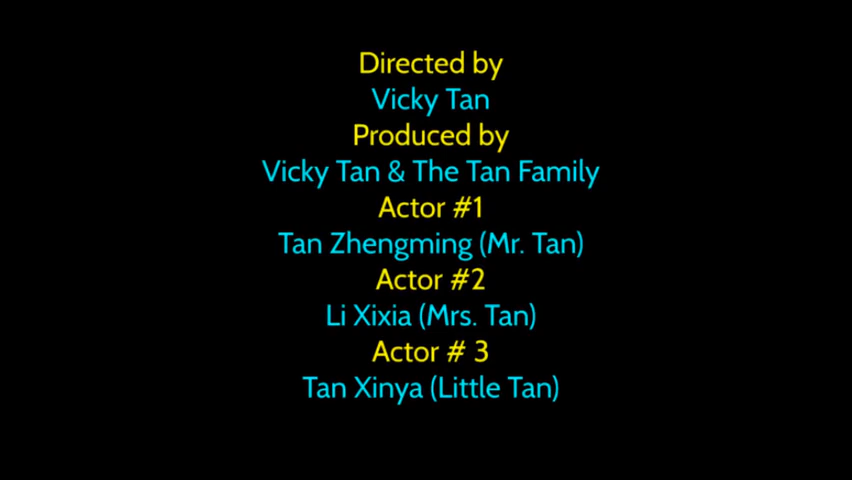 Directed by
Vicky Tan
Produced by
Vicky Tan & The Tan Family
Actor #1
Tan Zhengming (Mr. Tan)
Actor #2
Li Xixia (Mrs. Tan)
Actor # 3
Tan Xinya (Little Tan)